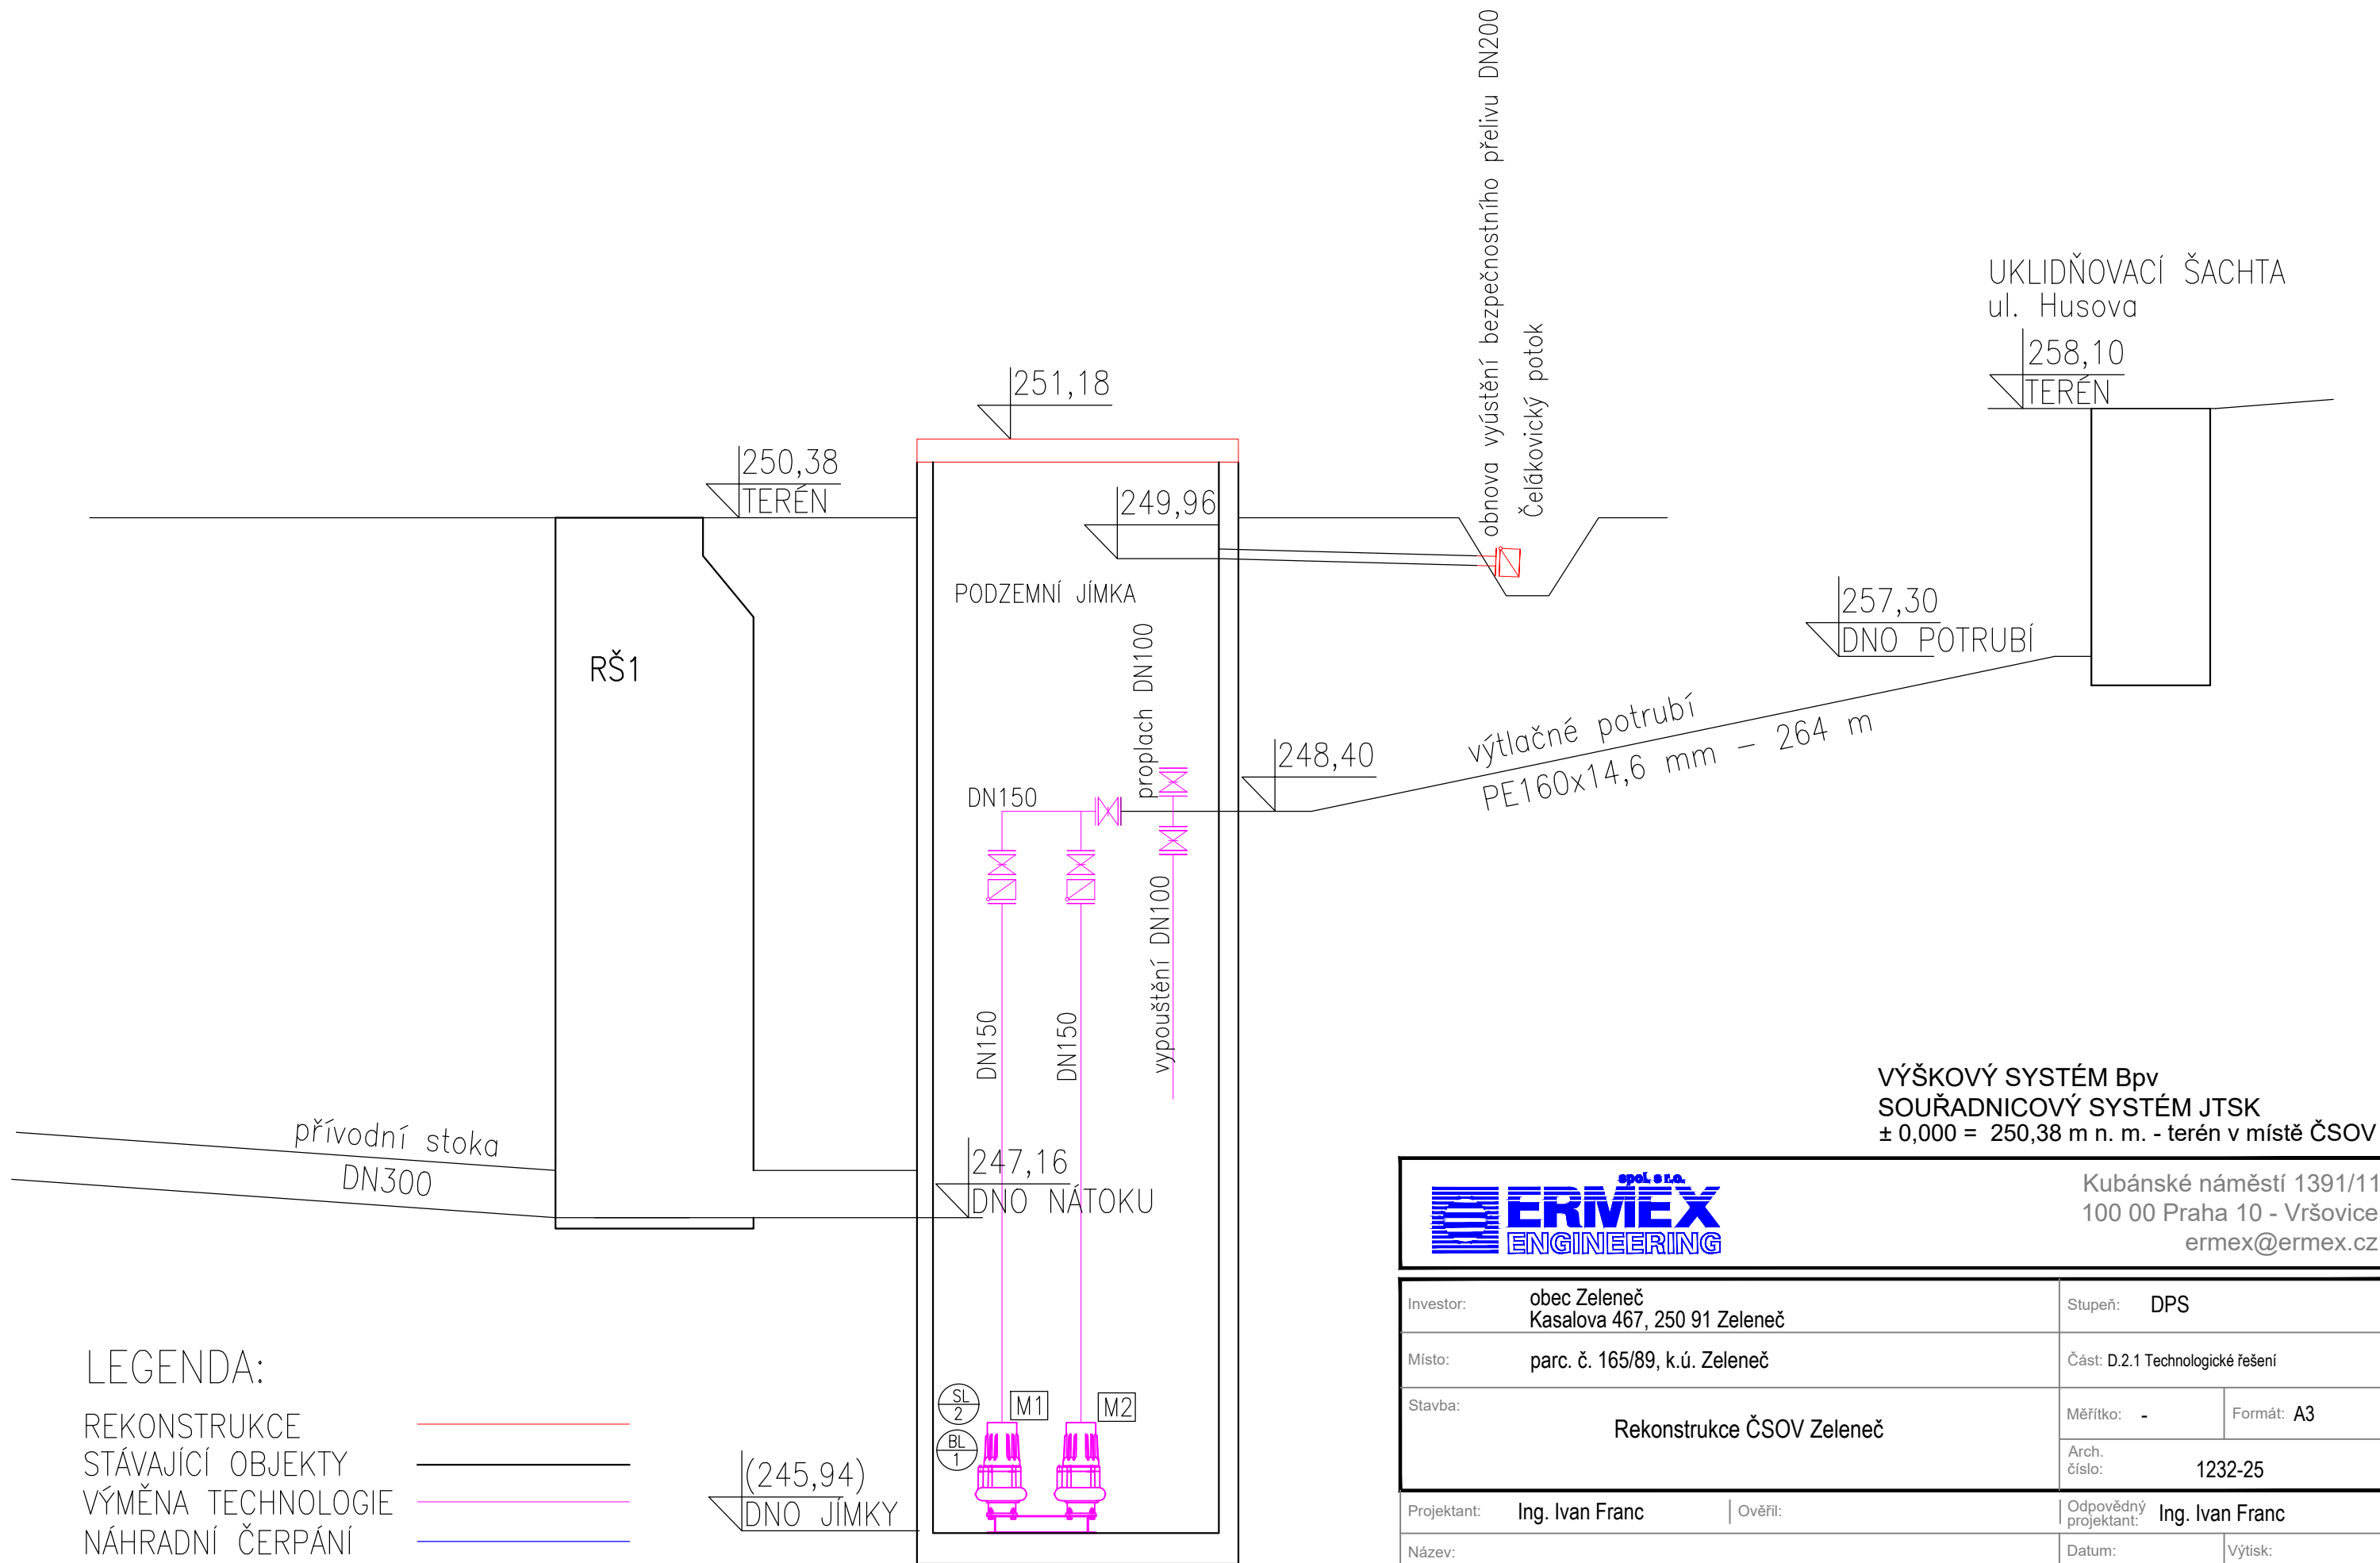 obnova vyústění bezpečnostního přelivu DN200
Čelákovický potok
UKLIDŇOVACÍ ŠACHTA
ul. Husova
258,10
TERÉN
251,18
250,38
TERÉN
249,96
PODZEMNÍ JÍMKA
RŠ1
proplach DN100
257,30
DNO POTRUBÍ
248,40
výtlačné potrubí
PE160x14,6 mm – 264 m
DN150
DN150
DN150
vypouštění DN100
přívodní stoka
DN300
247,16
DNO NÁTOKU
VÝŠKOVÝ SYSTÉM Bpv
SOUŘADNICOVÝ SYSTÉM JTSK
± 0,000 = 250,38 m n. m. - terén v místě ČSOV
spol. s r.o.
ERMEX
ENGINEERING
Kubánské náměstí 1391/11
100 00 Praha 10 - Vršovice
ermex@ermex.cz
Investor: obec Zeleneč
Kasalova 467, 250 91 Zeleneč
Stupeň: DPS
Místo: parc. č. 165/89, k.ú. Zeleneč
Část: D.2.1 Technologické řešení
Stavba:
Rekonstrukce ČSOV Zeleneč
Měřítko: -
Formát: A3
Arch.
číslo: 1232-25
Projektant: Ing. Ivan Franc
Ověřil:
Odpovědný
projektant: Ing. Ivan Franc
Název:
Datum:
Výtisk:
LEGENDA:
REKONSTRUKCE
STÁVAJÍCÍ OBJEKTY
VÝMĚNA TECHNOLOGIE
NÁHRADNÍ ČERPÁNÍ
SL
2
M1
M2
BL
1
(245,94)
DNO JÍMKY